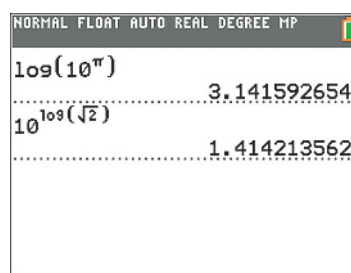 NORMAL FLOAT AUTO REAL DEGREE MP
log(10^π)
3.141592654
10^log(√2)
1.414213562